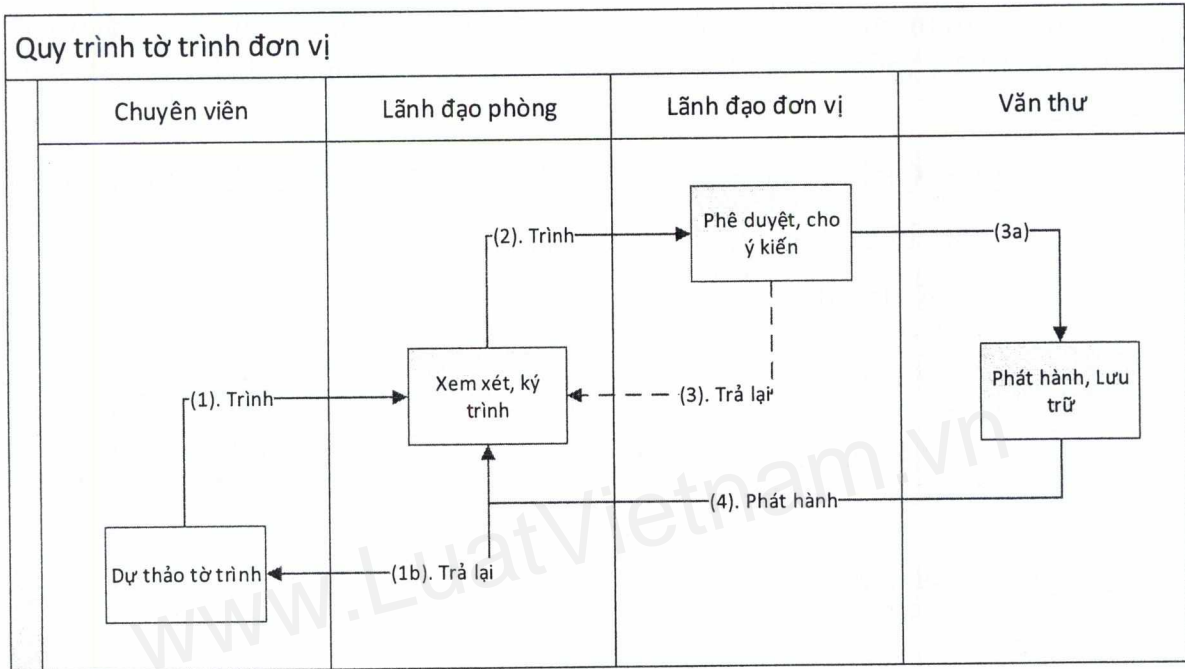 Quy trình tờ trình đơn vị
Chuyên viên
Lãnh đạo phòng
Lãnh đạo đơn vị
Văn thư
Phê duyệt, cho
ý kiến
(2). Trình
(3a)
Xem xét, ký
trình
Phát hành, Lưu
trữ
(1). Trình
(3). Trả lại
(4). Phát hành
Dự thảo tờ trình
(1b). Trả lại
www.LuatVietnam.vn